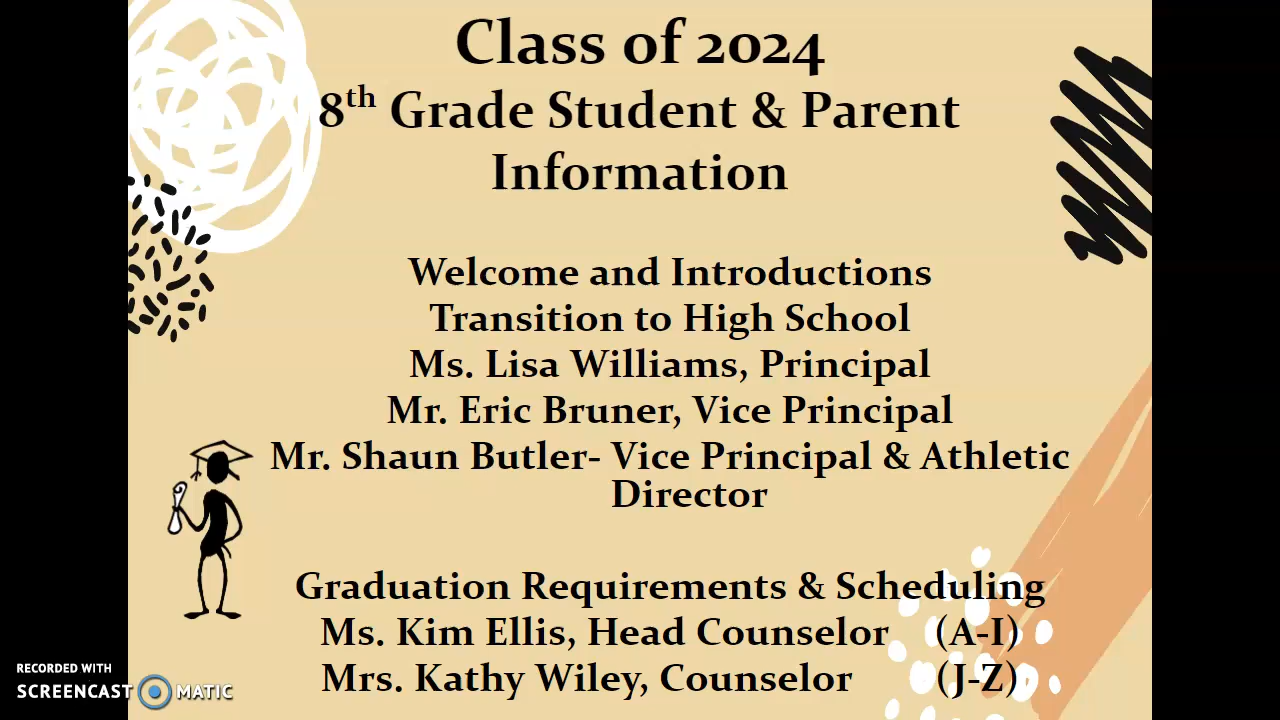 Class of 2024
8th Grade Student & Parent
Information
Welcome and Introductions
Transition to High School
Ms. Lisa Williams, Principal
Mr. Eric Bruner, Vice Principal
Mr. Shaun Butler- Vice Principal & Athletic
Director
Graduation Requirements & Scheduling
Ms. Kim Ellis, Head Counselor (A-I)
Mrs. Kathy Wiley, Counselor (J-Z)
RECORDED WITH
SCREENCAST MATIC